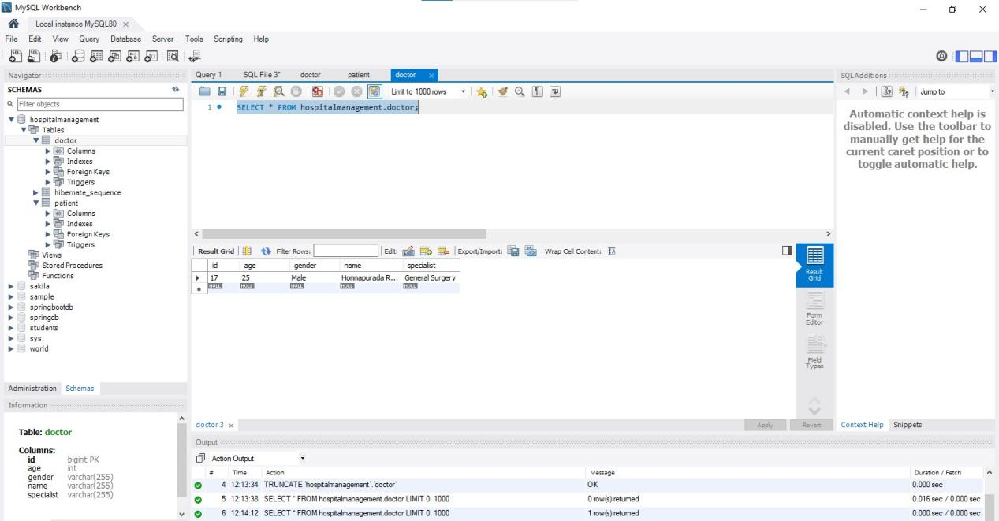 MySQL Workbench
Local instance MySQL80
File Edit View Query Database Server Tools Scripting Help
Navigator
SCHEMAS
Filter objects
hospitalmanagement
Tables
doctor
Columns
Indexes
Foreign Keys
Triggers
hibernate_sequence
patient
Columns
Indexes
Foreign Keys
Triggers
Views
Stored Procedures
Functions
sakila
sample
springbootdb
springdb
students
sys
world
Administration Schemas
Information
Table: doctor
Columns:
id bigint PK
age int
gender varchar(255)
name varchar(255)
specialist varchar(255)
Query 1 SQL File 3* doctor patient doctor
Limit to 1000 rows
1 SELECT * FROM hospitalmanagement.doctor;
Result Grid Filter Rows: Edit: Export/Import: Wrap Cell Content:
id age gender name specialist
17 25 Male Honnapurada R... General Surgery
NULL NULL NULL NULL NULL
Result Grid
Form Editor
Field Types
doctor 3 Apply Revert
Output
Action Output
# Time Action Message Duration / Fetch
4 12:13:34 TRUNCATE `hospitalmanagement`.`doctor` OK 0.000 sec
5 12:13:38 SELECT * FROM hospitalmanagement.doctor LIMIT 0, 1000 0 row(s) returned 0.016 sec / 0.000 sec
6 12:14:12 SELECT * FROM hospitalmanagement.doctor LIMIT 0, 1000 1 row(s) returned 0.000 sec / 0.000 sec
SQLAdditions
Jump to
Automatic context help is
disabled. Use the toolbar to
manually get help for the
current caret position or to
toggle automatic help.
Context Help Snippets